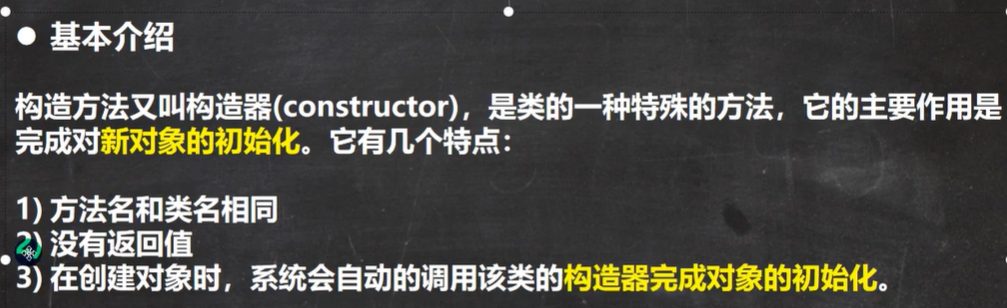 ● 基本介绍
构造方法又叫构造器(constructor)，是类的一种特殊的方法，它的主要作用是
完成对新对象的初始化。它有几个特点：
1) 方法名和类名相同
2) 没有返回值
3) 在创建对象时，系统会自动的调用该类的构造器完成对象的初始化。